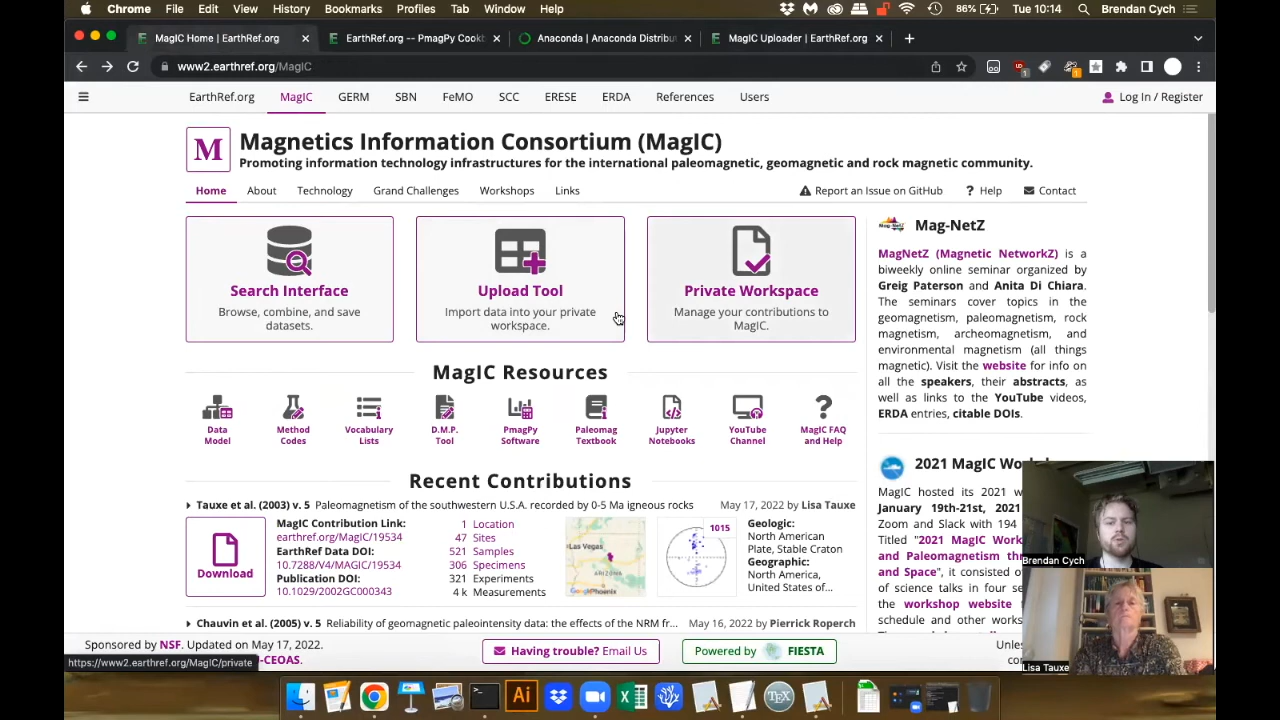 Chrome File Edit View History Bookmarks Profiles Tab Window Help 86% Tue 10:14 Brendan Cych
MagIC Home | EarthRef.org EarthRef.org -- PmagPy Cookb Anaconda | Anaconda Distribut MagIC Uploader | EarthRef.org
www2.earthref.org/MagIC
EarthRef.org MagIC GERM SBN FeMO SCC ERESE ERDA References Users Log In / Register
M
Magnetics Information Consortium (MagIC)
Promoting information technology infrastructures for the international paleomagnetic, geomagnetic and rock magnetic community.
Home About Technology Grand Challenges Workshops Links Report an Issue on GitHub ? Help Contact
Search Interface
Browse, combine, and save
datasets.
Upload Tool
Import data into your private
workspace.
Private Workspace
Manage your contributions to
MagIC.
MagIC Resources
Data
Model
Method
Codes
Vocabulary
Lists
D.M.P.
Tool
PmagPy
Software
Paleomag
Textbook
Jupyter
Notebooks
YouTube
Channel
MagIC FAQ
and Help
Recent Contributions
Tauxe et al. (2003) v. 5 Paleomagnetism of the southwestern U.S.A. recorded by 0-5 Ma igneous rocks May 17, 2022 by Lisa Tauxe
Download
MagIC Contribution Link:
earthref.org/MagIC/19534
EarthRef Data DOI:
10.7288/V4/MAGIC/19534
Publication DOI:
10.1029/2002GC000343
1 Location
47 Sites
521 Samples
306 Specimens
321 Experiments
4 k Measurements
Las Vegas
ARIZONA
Google Phoenix
1015
Geologic:
North American
Plate, Stable Craton
Geographic:
North America,
United States of...
Chauvin et al. (2005) v. 5 Reliability of geomagnetic paleointensity data: the effects of the NRM fr... May 16, 2022 by Pierrick Roperch
Mag-NetZ
MagNetZ (Magnetic NetworkZ) is a
biweekly online seminar organized by
Greig Paterson and Anita Di Chiara.
The seminars cover topics in the
geomagnetism, paleomagnetism, rock
magnetism, archeomagnetism, and
environmental magnetism (all things
magnetic). Visit the website for info on
all the speakers, their abstracts, as
well as links to the YouTube videos,
ERDA entries, citable DOIs.
2021 MagIC Wo
MagIC hosted its 2021 w
January 19th-21st, 2021
Zoom and Slack with 194
Titled "2021 MagIC Work
and Paleomagnetism thr
and Space", it consisted o
of science talks in four se
the workshop website
schedule and other works
Brendan Cych
Lisa Tauxe
Sponsored by NSF. Updated on May 17, 2022.
-CEOAS.
Having trouble? Email Us
Powered by FIESTA
Unles
https://www2.earthref.org/MagIC/private
Ai
TEX